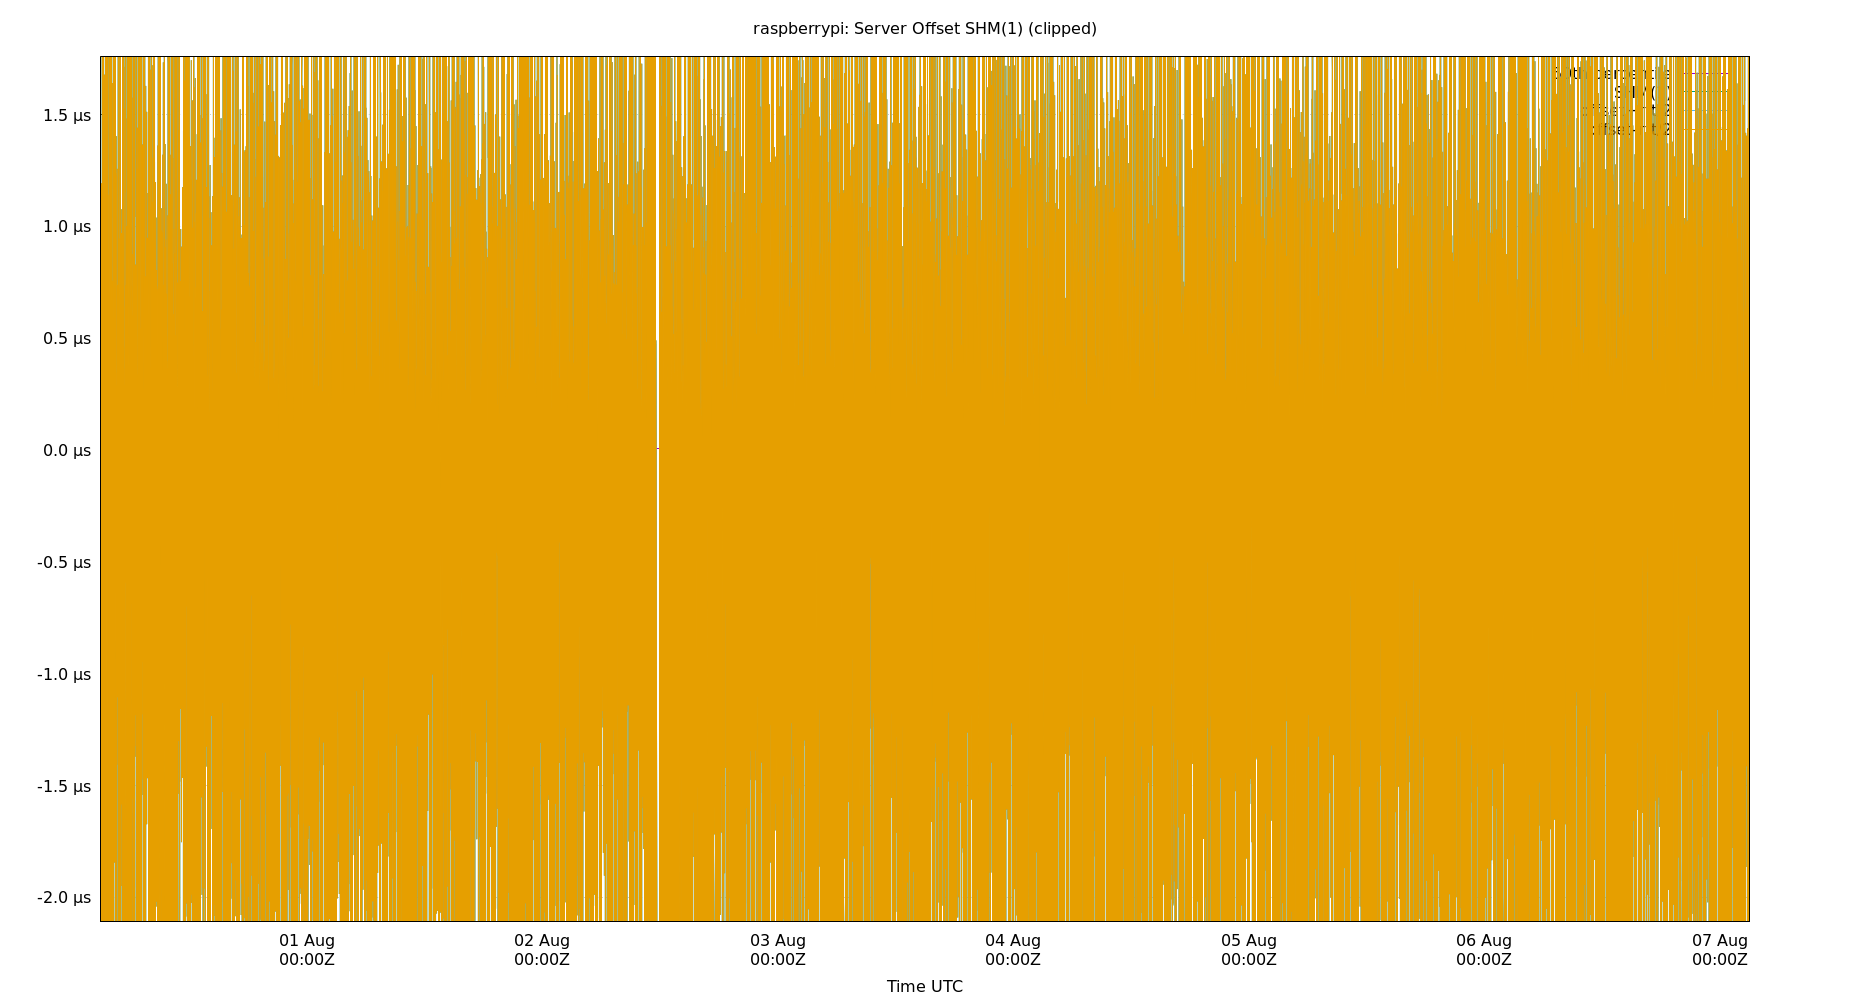 raspberrypi: Server Offset SHM(1) (clipped)
1.5 µs
1.0 µs
0.5 µs
0.0 µs
-0.5 µs
-1.0 µs
-1.5 µs
-2.0 µs
01 Aug 02 Aug 03 Aug 04 Aug 05 Aug 06 Aug 07 Aug
00:00Z 00:00Z 00:00Z 00:00Z 00:00Z 00:00Z 00:00Z
Time UTC